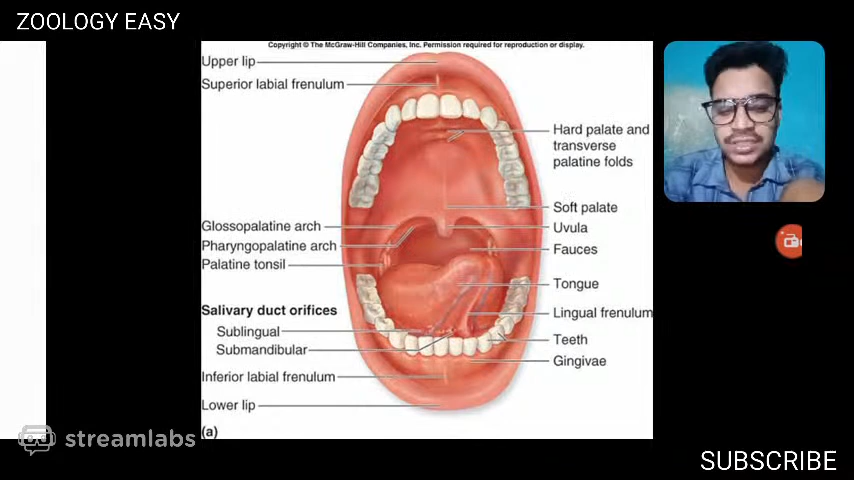 ZOOLOGY EASY
Copyright © The McGraw-Hill Companies, Inc. Permission required for reproduction or display.
Upper lip
Superior labial frenulum
Hard palate and
transverse
palatine folds
Soft palate
Glossopalatine arch
Uvula
Pharyngopalatine arch
Fauces
Palatine tonsil
Tongue
Salivary duct orifices
Lingual frenulum
Sublingual
Teeth
Submandibular
Gingivae
Inferior labial frenulum
Lower lip
(a)
streamlabs
SUBSCRIBE